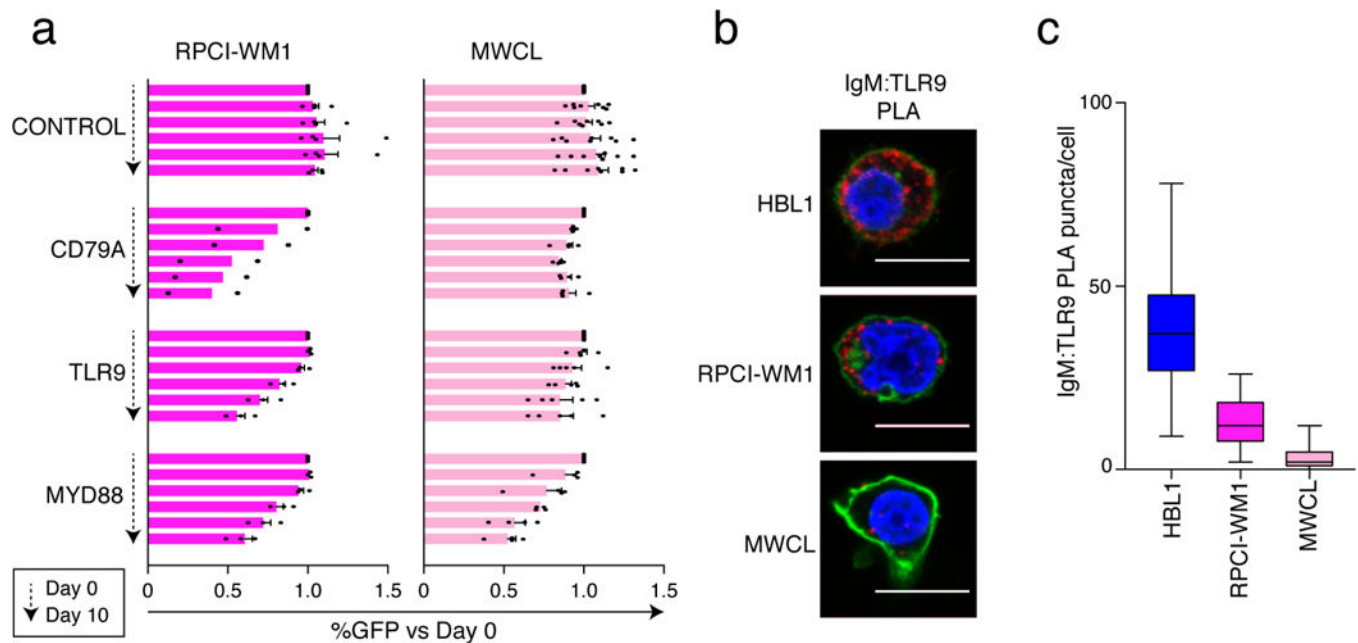 a
RPCI-WM1
MWCL
CONTROL
CD79A
TLR9
MYD88
Day 0
Day 10
0
0.5
1.0
1.5
0
0.5
1.0
1.5
%GFP vs Day 0
b
IgM:TLR9
PLA
HBL1
RPCI-WM1
MWCL
c
IgM:TLR9 PLA puncta/cell
100
50
0
HBL1
RPCI-WM1
MWCL